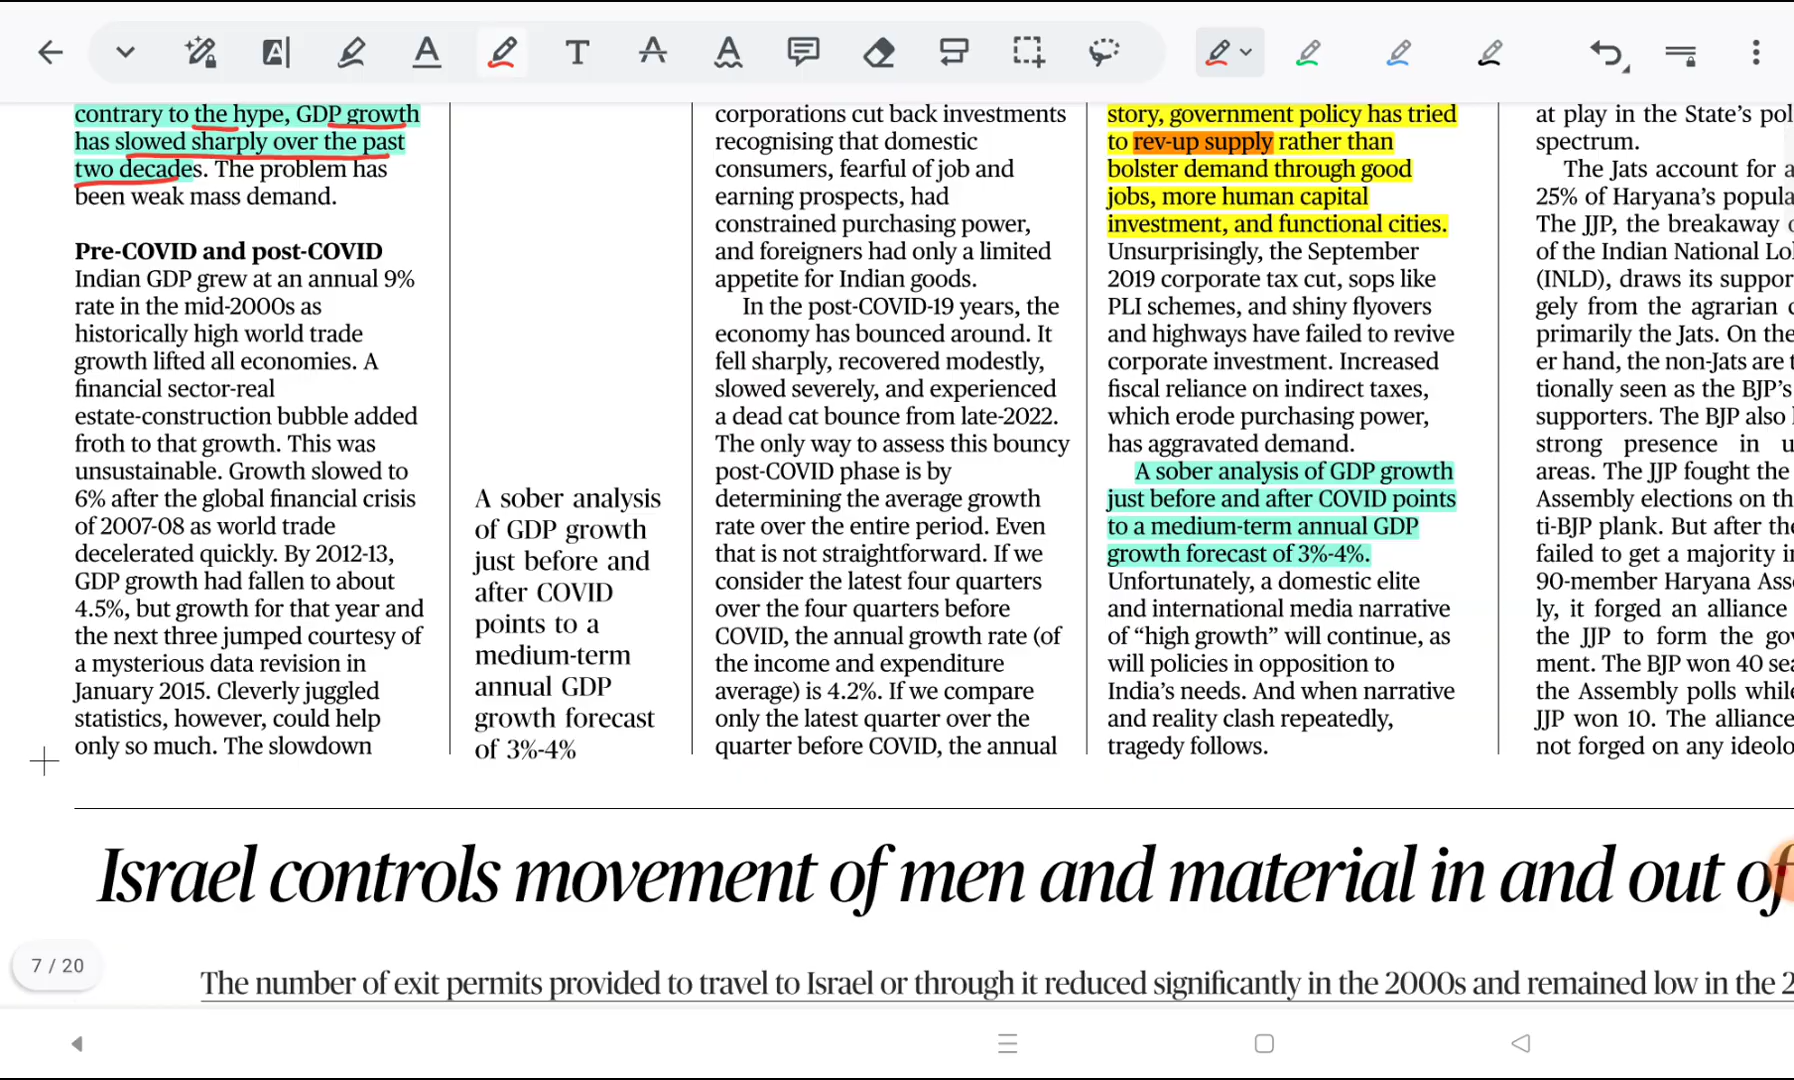 contrary to the hype, GDP growth
has slowed sharply over the past
two decades. The problem has
been weak mass demand.
Pre-COVID and post-COVID
Indian GDP grew at an annual 9%
rate in the mid-2000s as
historically high world trade
growth lifted all economies. A
financial sector-real
estate-construction bubble added
froth to that growth. This was
unsustainable. Growth slowed to
6% after the global financial crisis
of 2007-08 as world trade
decelerated quickly. By 2012-13,
GDP growth had fallen to about
4.5%, but growth for that year and
the next three jumped courtesy of
a mysterious data revision in
January 2015. Cleverly juggled
statistics, however, could help
only so much. The slowdown
A sober analysis
of GDP growth
just before and
after COVID
points to a
medium-term
annual GDP
growth forecast
of 3%-4%
corporations cut back investments
recognising that domestic
consumers, fearful of job and
earning prospects, had
constrained purchasing power,
and foreigners had only a limited
appetite for Indian goods.
In the post-COVID-19 years, the
economy has bounced around. It
fell sharply, recovered modestly,
slowed severely, and experienced
a dead cat bounce from late-2022.
The only way to assess this bouncy
post-COVID phase is by
determining the average growth
rate over the entire period. Even
that is not straightforward. If we
consider the latest four quarters
over the four quarters before
COVID, the annual growth rate (of
the income and expenditure
average) is 4.2%. If we compare
only the latest quarter over the
quarter before COVID, the annual
story, government policy has tried
to rev-up supply rather than
bolster demand through good
jobs, more human capital
investment, and functional cities.
Unsurprisingly, the September
2019 corporate tax cut, sops like
PLI schemes, and shiny flyovers
and highways have failed to revive
corporate investment. Increased
fiscal reliance on indirect taxes,
which erode purchasing power,
has aggravated demand.
A sober analysis of GDP growth
just before and after COVID points
to a medium-term annual GDP
growth forecast of 3%-4%.
Unfortunately, a domestic elite
and international media narrative
of “high growth” will continue, as
will policies in opposition to
India’s needs. And when narrative
and reality clash repeatedly,
tragedy follows.
at play in the State’s pol
spectrum.
The Jats account for a
25% of Haryana’s popula
The JJP, the breakaway
of the Indian National Lo
(INLD), draws its suppor
gely from the agrarian
primarily the Jats. On the
er hand, the non-Jats are t
tionally seen as the BJP’s
supporters. The BJP also
strong presence in u
areas. The JJP fought the
Assembly elections on th
ti-BJP plank. But after the
failed to get a majority i
90-member Haryana Ass
ly, it forged an alliance
the JJP to form the gov
ment. The BJP won 40 sea
the Assembly polls while
JJP won 10. The alliance
not forged on any ideolo
Israel controls movement of men and material in and out of
7 / 20
The number of exit permits provided to travel to Israel or through it reduced significantly in the 2000s and remained low in the 2